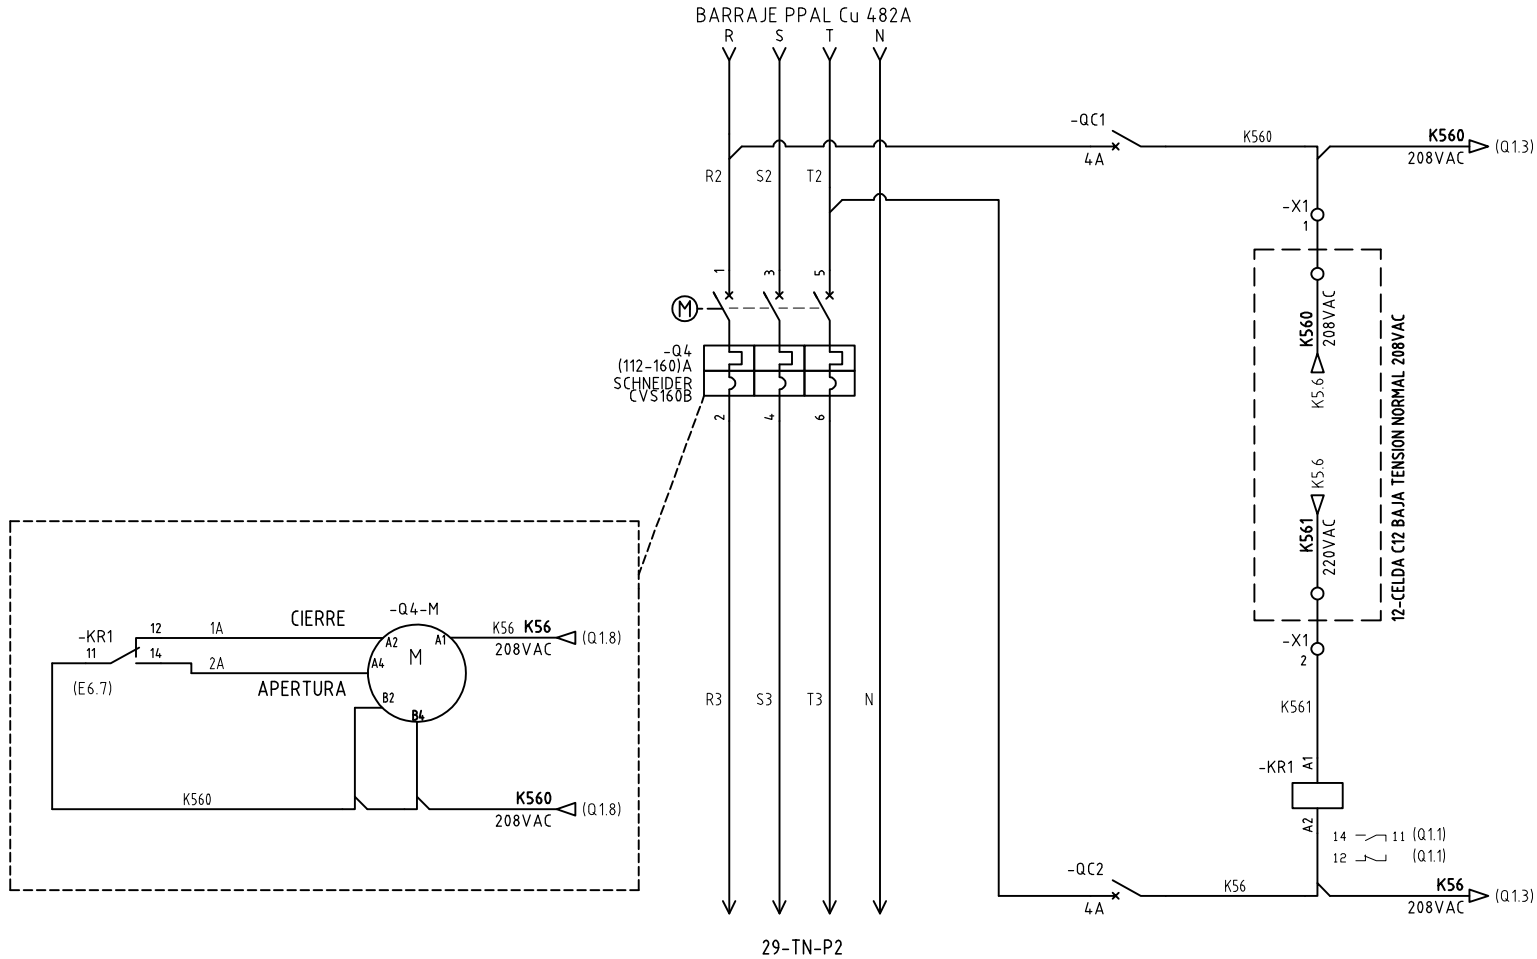 BARRAJE PPAL Cu 482A
R S T N
-QC1
4A
K560
K560
208VAC
(Q1.3)
R2 S2 T2
-X1
1
1 3 5
M
-Q4
(112-160)A
SCHNEIDER
CVS160B
2 4 6
K560
208VAC
K5.6
K5.6
K561
220VAC
12-CELDA C12 BAJA TENSION NORMAL 208VAC
-X1
2
K561
-KR1
A1
A2
14 11 (Q1.1)
12 (Q1.1)
-QC2
4A
K56
K56
208VAC
(Q1.3)
R3 S3 T3 N
29-TN-P2
CIERRE
-Q4-M
-KR1
11
12
14
1A
2A
(E6.7)
APERTURA
A2
A1
A4
M
B2
B4
K56 K56
208VAC
(Q1.8)
K560
K560
208VAC
(Q1.8)